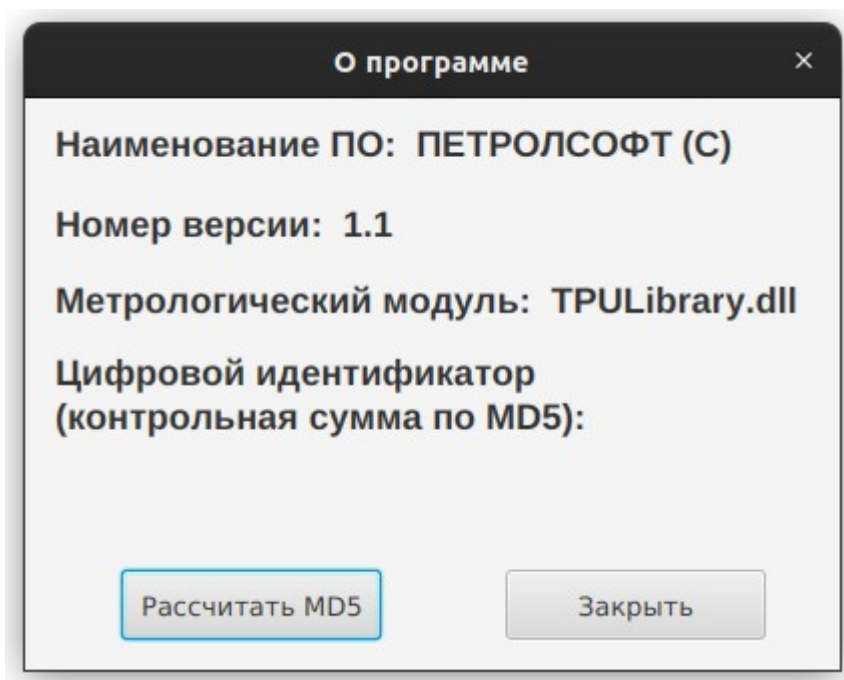 О программе
Наименование ПО: ПЕТРОЛСОФТ (С)
Номер версии: 1.1
Метрологический модуль: TPULibrary.dll
Цифровой идентификатор
(контрольная сумма по MD5):
Рассчитать MD5 Закрыть